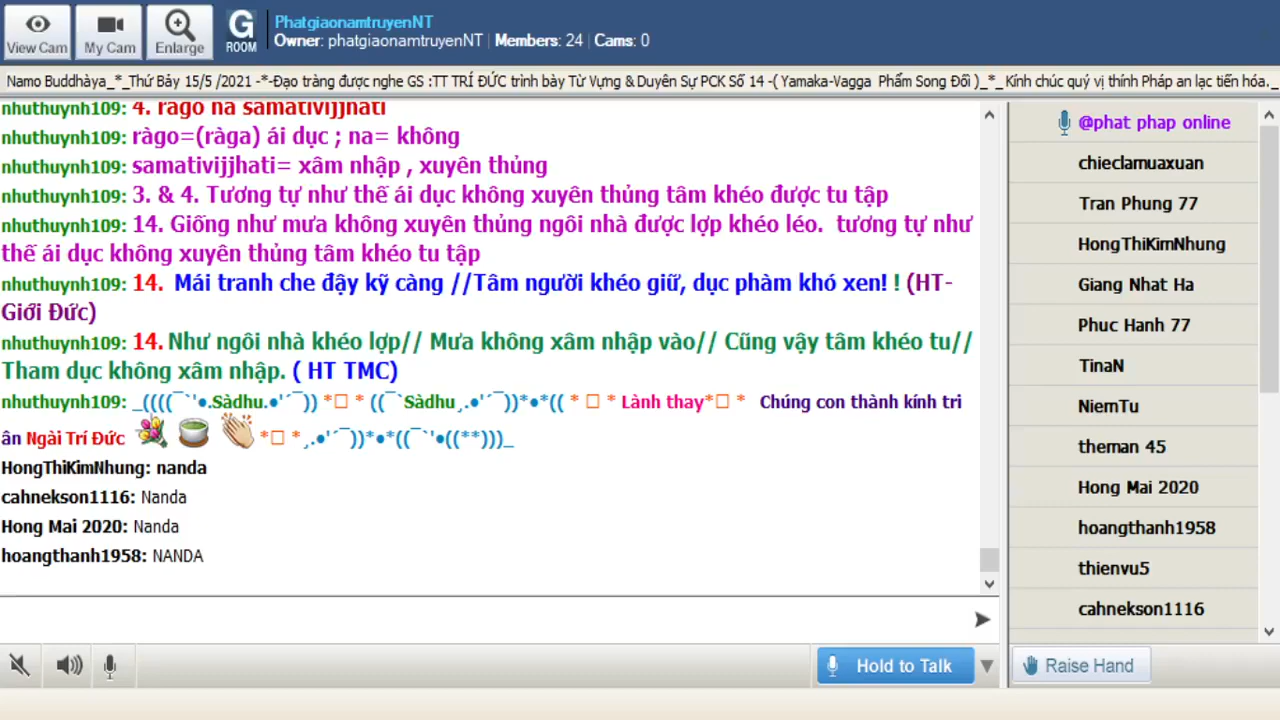 View Cam
My Cam
Enlarge
G
ROOM
PhatgiaonamtruyenNT
Owner: phatgiaonamtruyenNT | Members: 24 | Cams: 0
Namo Buddhàya_*_Thứ Bảy 15/5 /2021 -*-Đạo tràng được nghe GS :TT TRÍ ĐỨC trình bày Từ Vựng & Duyên Sự PCK Số 14 -( Yamaka-Vagga Phẩm Song Đối )_*_ Kính chúc quý vị thính Pháp an lạc tiến hóa._
nhuthuynh109: 4. rago na samativijjhati
nhuthuynh109: ràgo=(ràga) ái dục ; na= không
nhuthuynh109: samativijjhati= xâm nhập , xuyên thủng
nhuthuynh109: 3. & 4. Tương tự như thế ái dục không xuyên thủng tâm khéo được tu tập
nhuthuynh109: 14. Giống như mưa không xuyên thủng ngôi nhà được lợp khéo léo. tương tự như
thế ái dục không xuyên thủng tâm khéo tu tập
nhuthuynh109: 14. Mái tranh che đậy kỹ càng //Tâm người khéo giữ, dục phàm khó xen! ! (HT-
Giới Đức)
nhuthuynh109: 14. Như ngôi nhà khéo lợp// Mưa không xâm nhập vào// Cũng vậy tâm khéo tu//
Tham dục không xâm nhập. ( HT TMC)
nhuthuynh109: _((((¯`'●.Sàdhu.●'´¯)) *□ * ((¯`Sàdhu¸.●'´¯))*●*(( * □ * Lành thay*□ * Chúng con thành kính tri
ân Ngài Trí Đức *□ *¸.●'´¯))*●*((¯`'●((**)))_
HongThiKimNhung: nanda
cahnekson1116: Nanda
Hong Mai 2020: Nanda
hoangthanh1958: NANDA
@phat phap online
chieclamuaxuan
Tran Phung 77
HongThiKimNhung
Giang Nhat Ha
Phuc Hanh 77
TinaN
NiemTu
theman 45
Hong Mai 2020
hoangthanh1958
thienvu5
cahnekson1116
Hold to Talk
Raise Hand